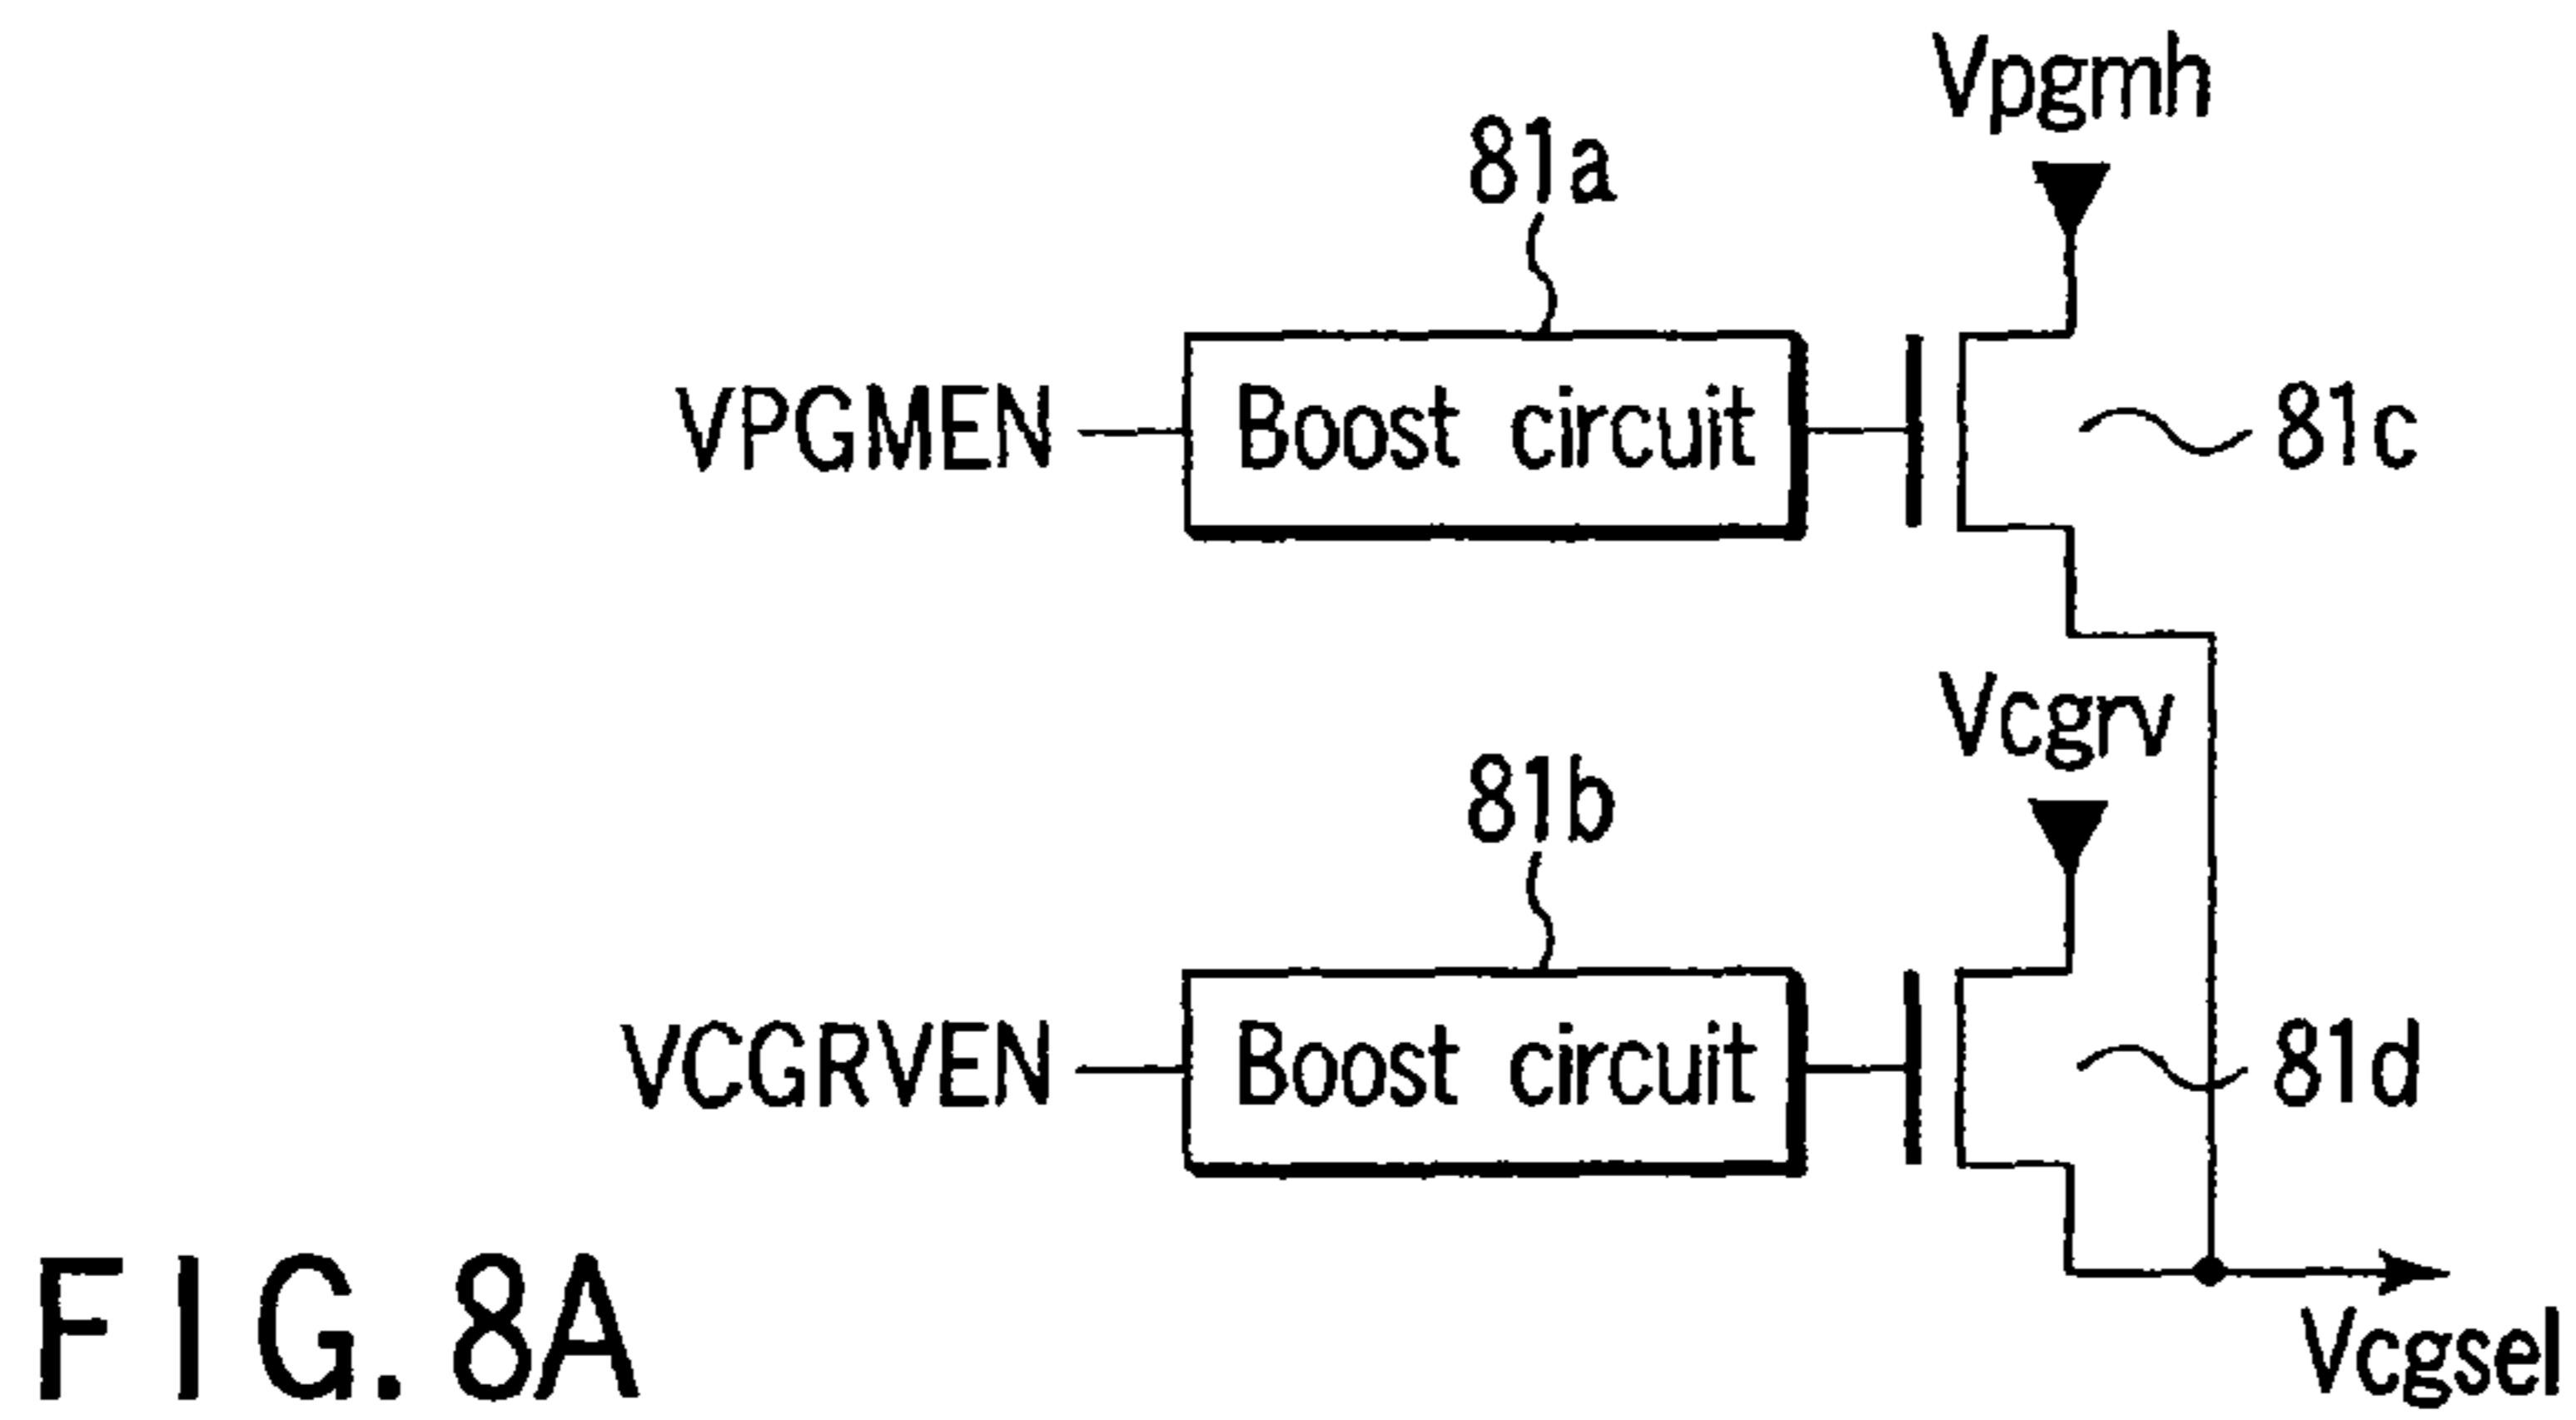 Vpgmh
81a
VPGMEN
Boost circuit
81c
Vcgrv
81b
VCGRVEN
Boost circuit
81d
Vcgsel
FIG. 8A